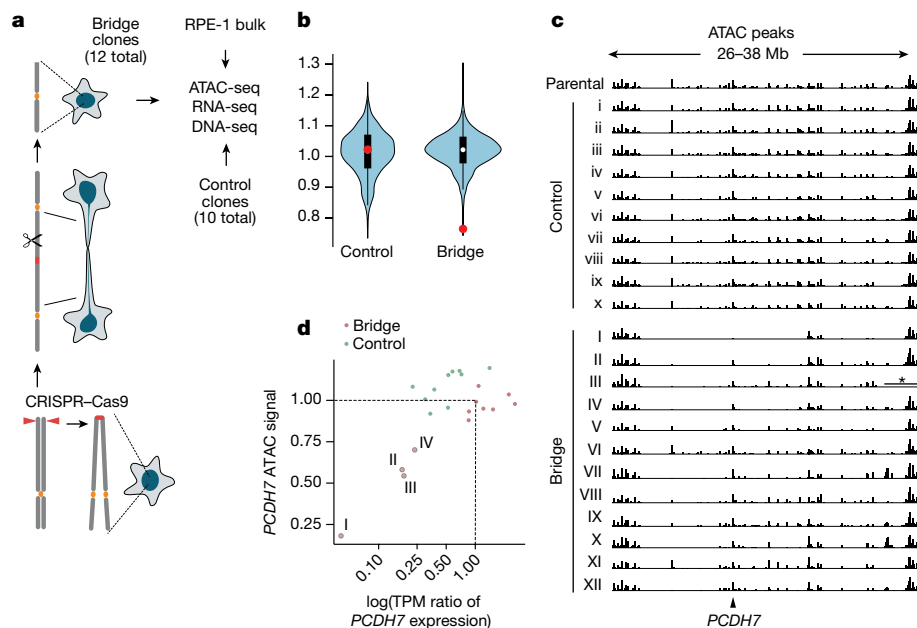 a
Bridge
clones
(12 total)
RPE-1 bulk
ATAC-seq
RNA-seq
DNA-seq
Control
clones
(10 total)
CRISPR–Cas9
b
1.3
1.2
1.1
1.0
0.9
0.8
Control
Bridge
c
ATAC peaks
26–38 Mb
Parental
Control
i
ii
iii
iv
v
vi
vii
viii
ix
x
Bridge
I
II
III
*
IV
V
VI
VII
VIII
IX
X
XI
XII
PCDH7
d
Bridge
Control
PCDH7 ATAC signal
1.00
0.75
0.50
0.25
IV
II
III
I
0.10
0.25
0.50
1.00
log(TPM ratio of
PCDH7 expression)